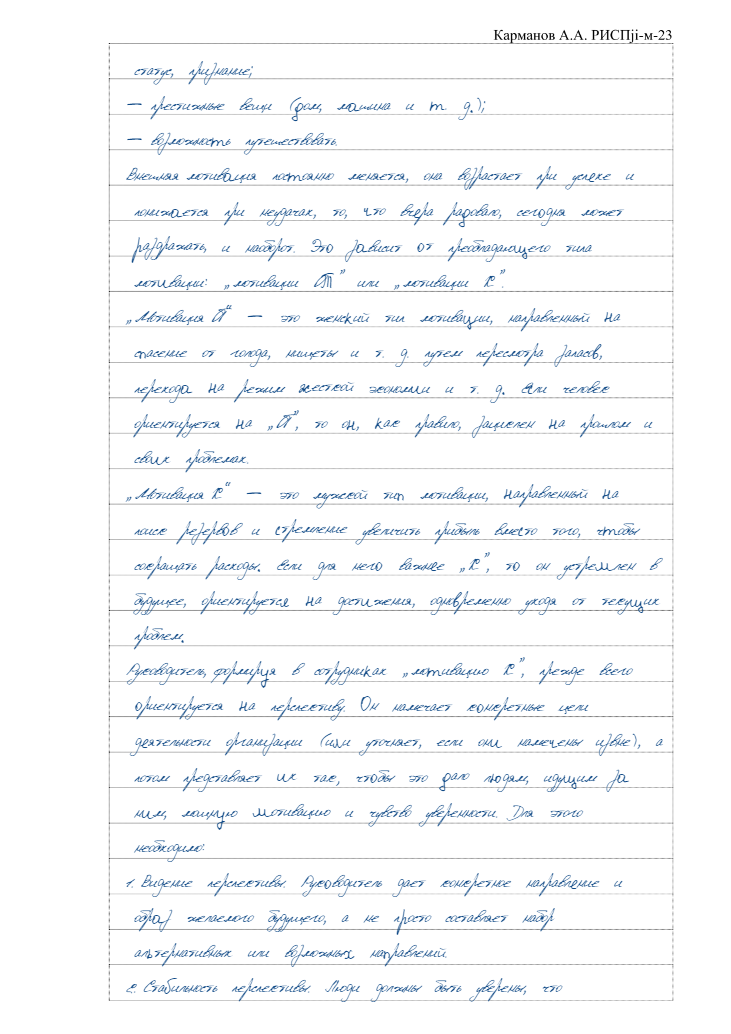 Карманов А.А. РИСПji-м-23
статус, признание;
— престижные вещи (дом, машина и т. д.);
— возможность путешествовать.
Внешняя мотивация постоянно меняется, она возрастает при успехе и
понижается при неудачах, то, что вчера радовало, сегодня может
раздражать, и наоборот. Это зависит от преобладающего типа
мотивации: „мотивации ОТ” или „мотивации К”.
„Мотивация ОТ“ — это женский тип мотивации, направленный на
спасение от голода, нищеты и т. д. путем пересмотра запасов,
перехода на режим жесткой экономии и т. д. Если человек
ориентируется на „ОТ”, то он, как правило, зациклен на прошлом и
своих проблемах.
„Мотивация К“ — это мужской тип мотивации, направленный на
поиск резервов и стремление увеличить прибыль вместо того, чтобы
сокращать расходы. Если для него важнее „К”, то он устремлен в
будущее, ориентируется на достижения, одновременно уходя от текущих
проблем.
Руководитель, формируя в сотрудниках „мотивацию К”, прежде всего
ориентируется на перспективу. Он намечает конкретные цели
деятельности организации (или уточняет, если они намечены извне), а
потом представляет их так, чтобы это дало людям, идущим за
ним, мощную мотивацию и чувство уверенности. Для этого
необходимо:
1. Видение перспективы. Руководитель дает конкретное направление и
образ желаемого будущего, а не просто составляет набор
альтернативных или возможных направлений.
2. Стабильность перспективы. Люди должны быть уверены, что